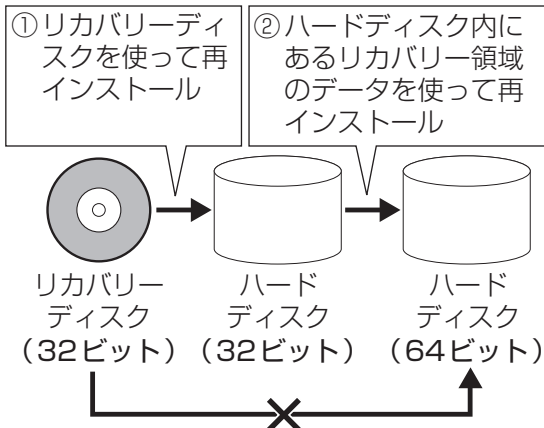 ①リカバリーディ
スクを使って再
インストール
②ハードディスク内に
あるリカバリー領域
のデータを使って再
インストール
リカバリー
ディスク
（32ビット）
ハード
ディスク
（32ビット）
ハード
ディスク
（64ビット）